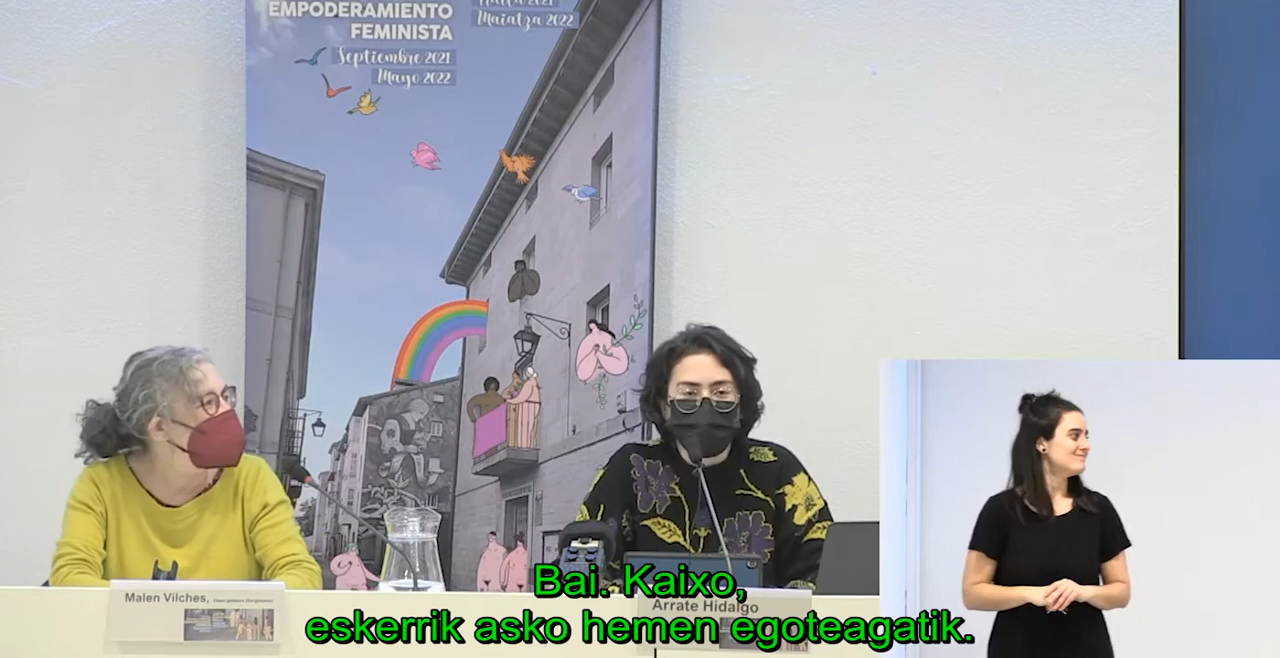 EMPODERAMIENTO
FEMINISTA
Septiembre 2021
Mayo 2022
Maiatza 2022
Malen Vilches,
Arrate Hidalgo
Bai. Kaixo,
eskerrik asko hemen egoteagatik.